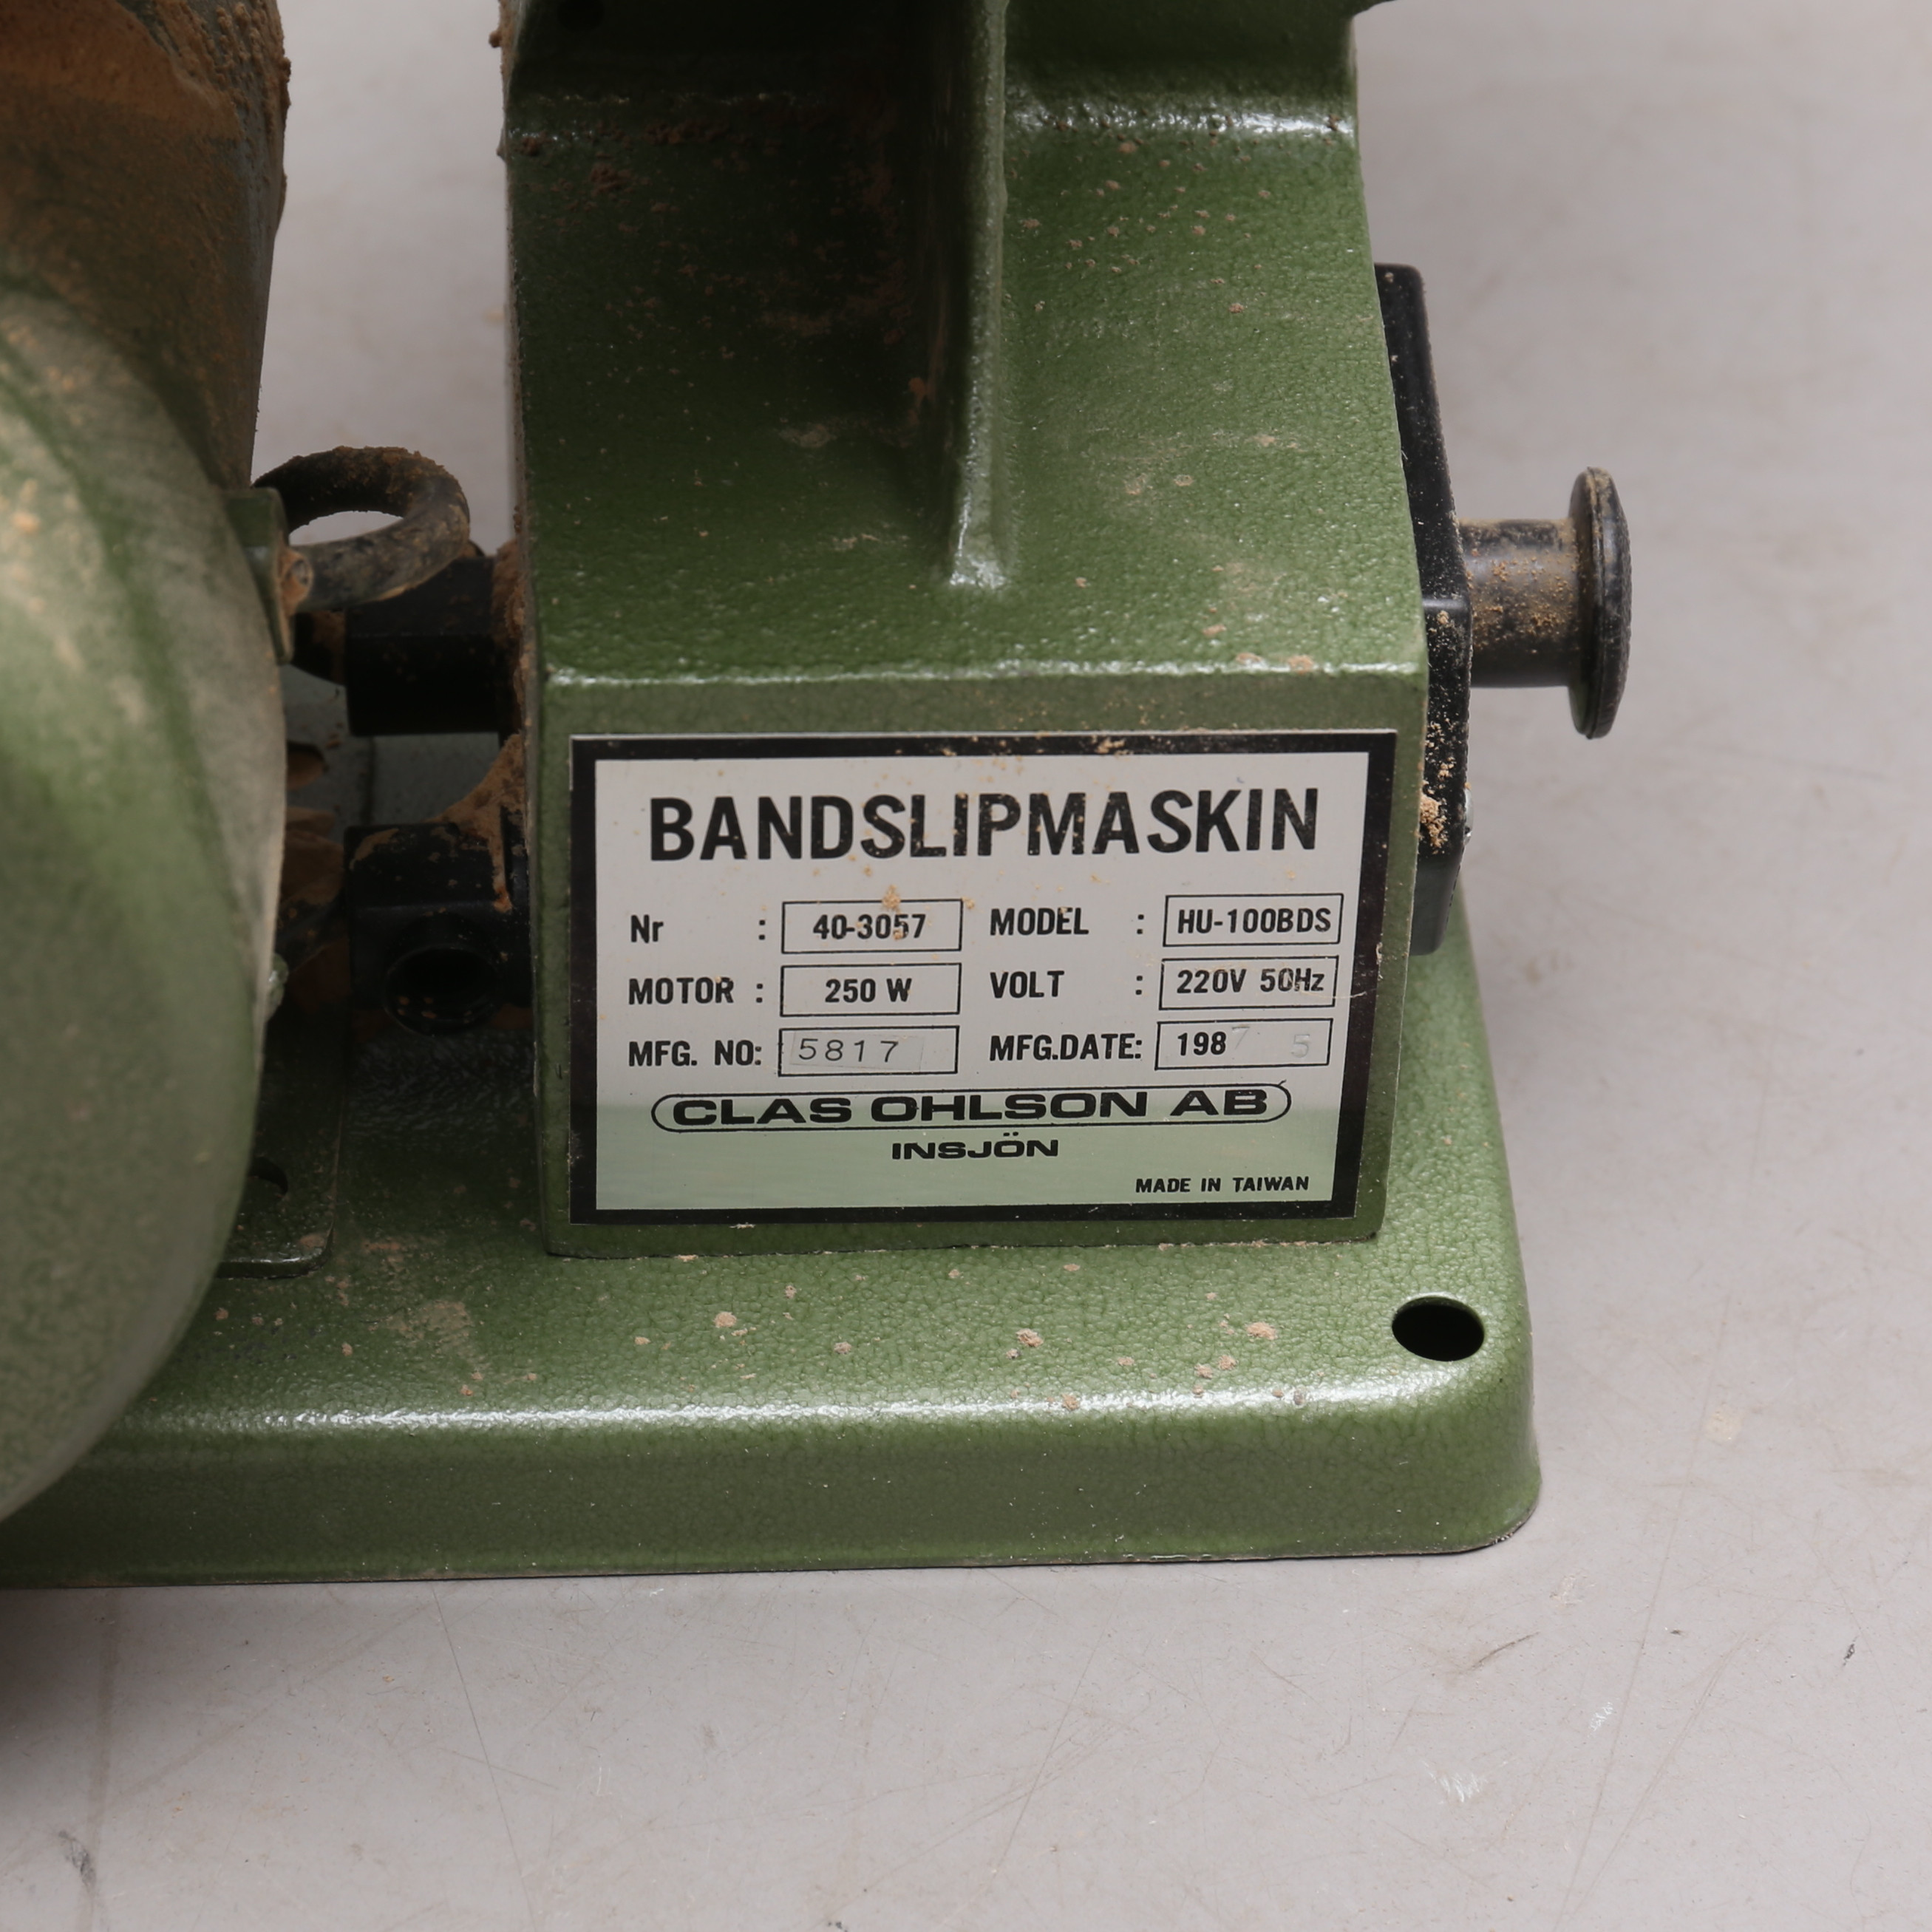 BANDSLIPMASKIN
Nr : 40-3057 MODEL : HU-100BDS
MOTOR : 250 W VOLT : 220V 50Hz
MFG. NO: 5817 MFG.DATE: 1987 5
CLAS OHLSON AB
INSJÖN
MADE IN TAIWAN